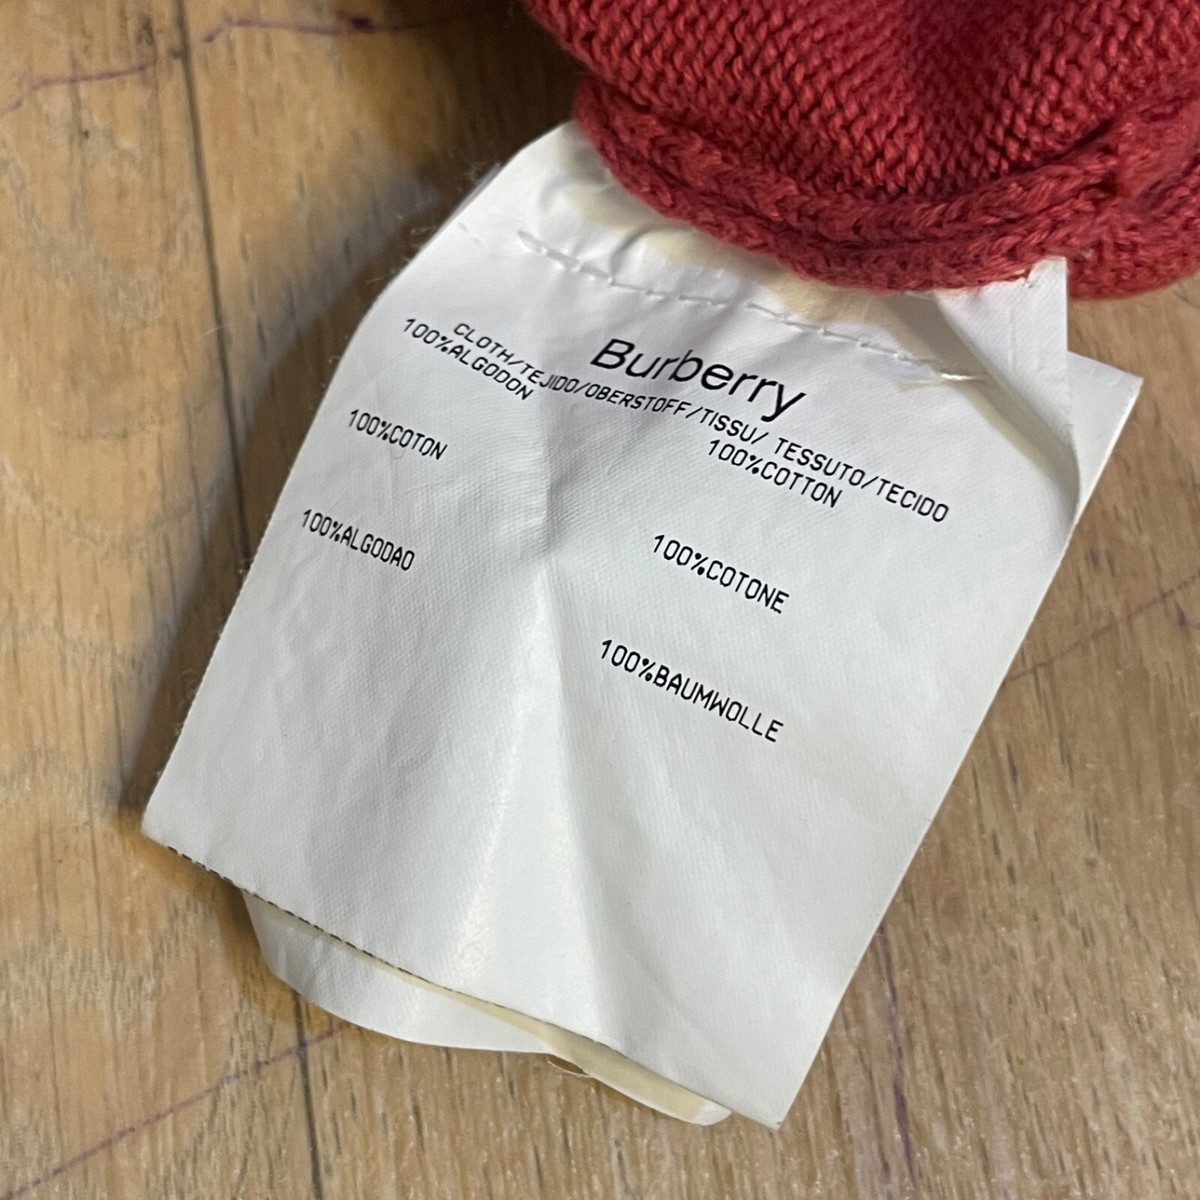 Burberry
CLOTH/TEJIDO/OBERSTOFF/TISSU/ TESSUTO/TECIDO
100%ALGODON 100%COTTON
100%COTON 100%COTONE
100%ALGODAO 100%BAUMWOLLE